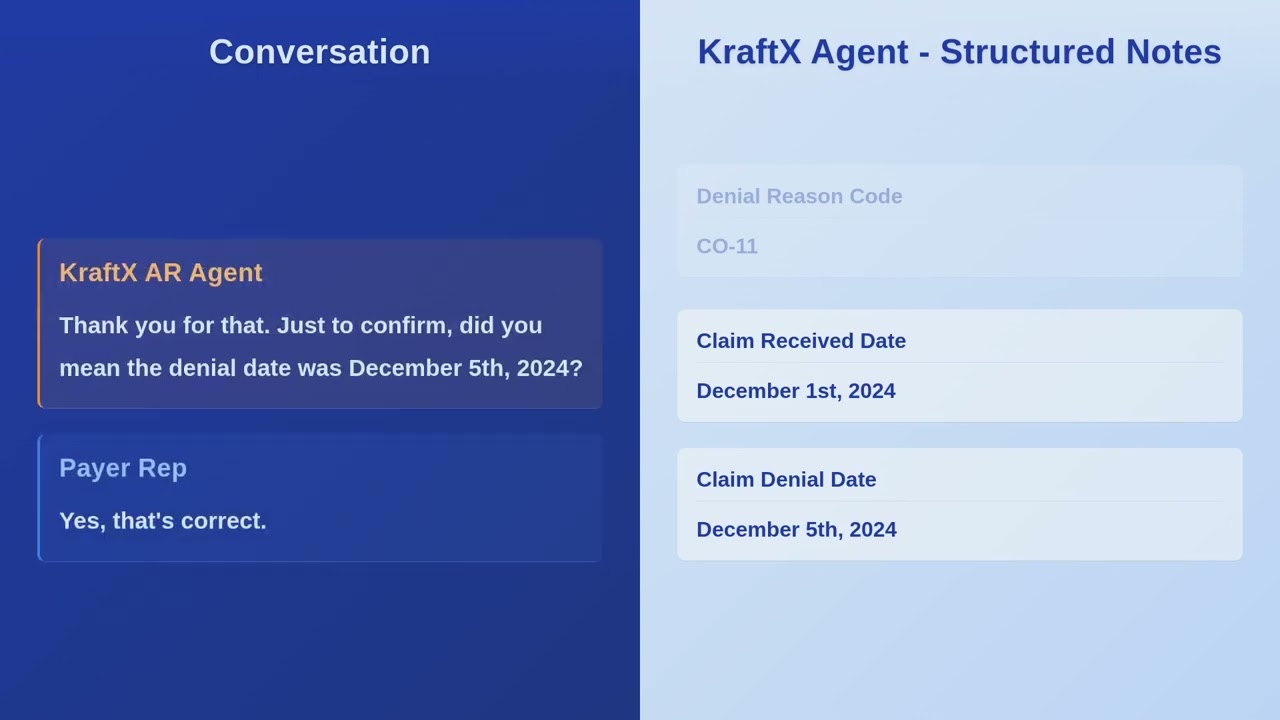 Conversation
KraftX AR Agent
Thank you for that. Just to confirm, did you
mean the denial date was December 5th, 2024?
Payer Rep
Yes, that's correct.
KraftX Agent - Structured Notes
Denial Reason Code
CO-11
Claim Received Date
December 1st, 2024
Claim Denial Date
December 5th, 2024